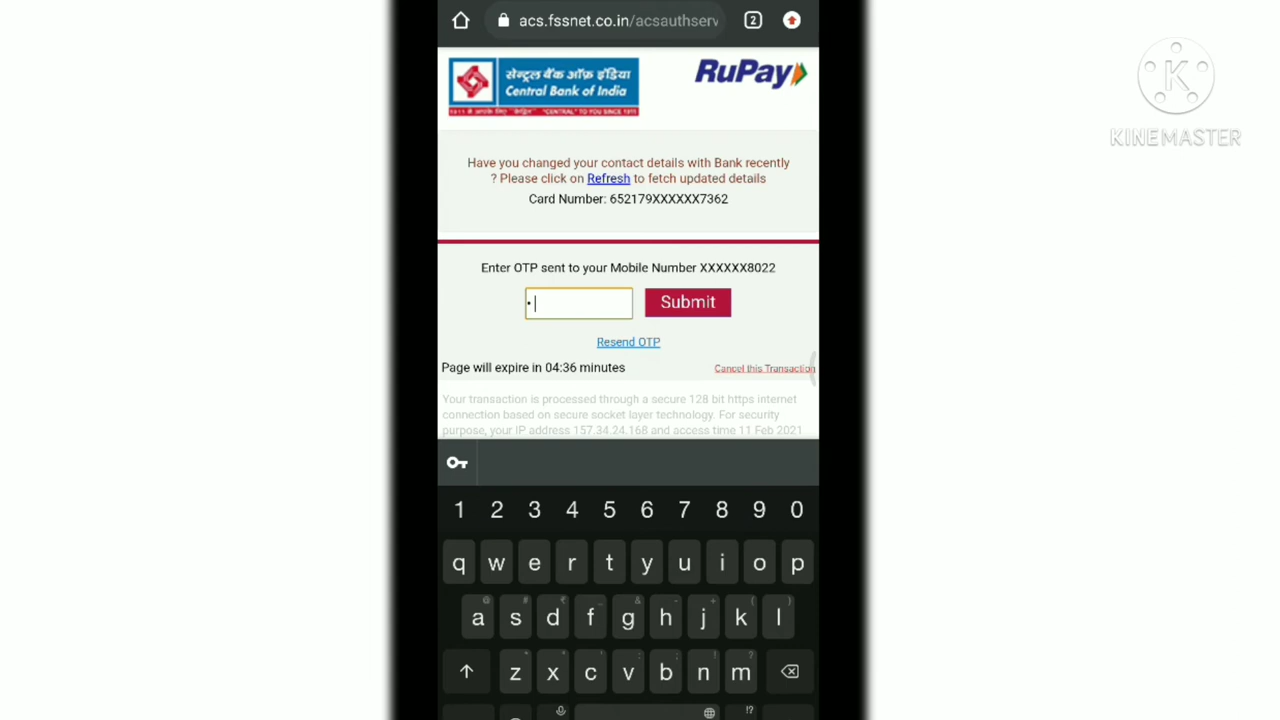 acs.fssnet.co.in/acsauthserv
2
सेन्ट्रल बैंक ऑफ़ इंडिया
Central Bank of India
"CENTRAL" TO YOU SINCE 1911
RuPay
K
KINEMASTER
Have you changed your contact details with Bank recently
? Please click on Refresh to fetch updated details
Card Number: 652179XXXXXX7362
Enter OTP sent to your Mobile Number XXXXXX8022
Submit
Resend OTP
Page will expire in 04:36 minutes
Cancel this Transaction
Your transaction is processed through a secure 128 bit https internet
connection based on secure socket layer technology. For security
purpose, your IP address 157.34.24.168 and access time 11 Feb 2021
1 2 3 4 5 6 7 8 9 0
q w e r t y u i o p
@ # ₹ _ & - + ( )
a s d f g h j k l
* " ' : ; ! ?
z x c v b n m
!?